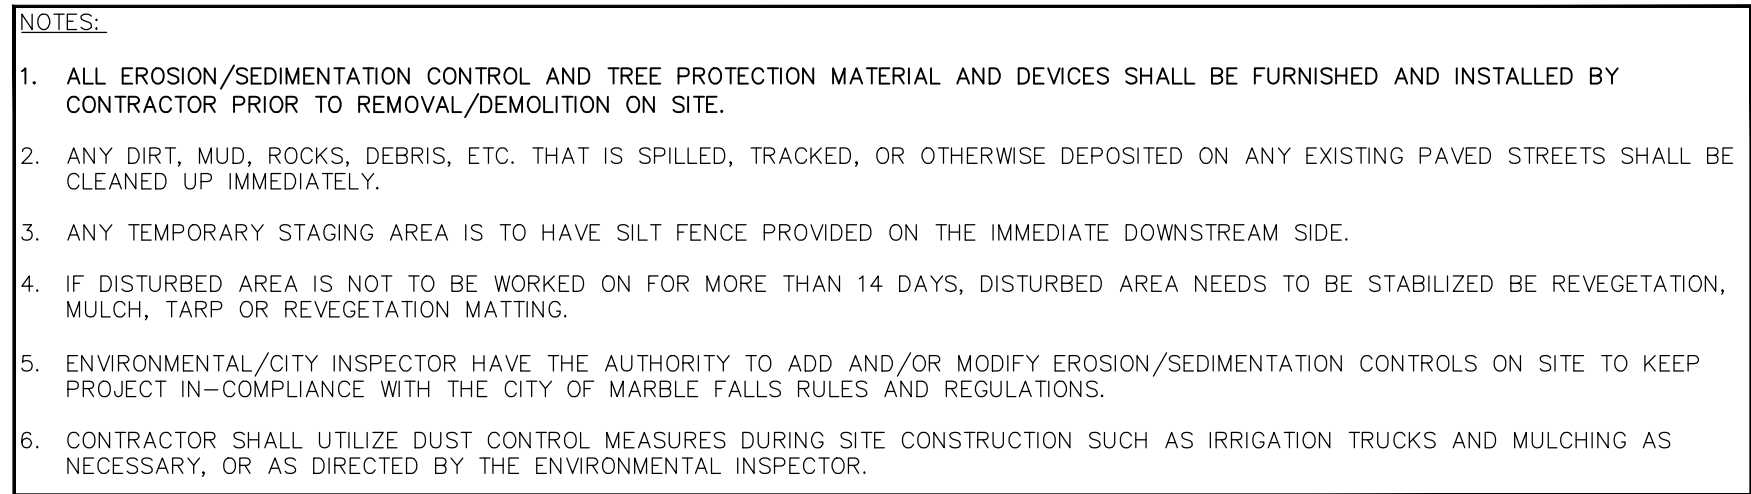 NOTES:
1. ALL EROSION/SEDIMENTATION CONTROL AND TREE PROTECTION MATERIAL AND DEVICES SHALL BE FURNISHED AND INSTALLED BY
CONTRACTOR PRIOR TO REMOVAL/DEMOLITION ON SITE.
2. ANY DIRT, MUD, ROCKS, DEBRIS, ETC. THAT IS SPILLED, TRACKED, OR OTHERWISE DEPOSITED ON ANY EXISTING PAVED STREETS SHALL BE
CLEANED UP IMMEDIATELY.
3. ANY TEMPORARY STAGING AREA IS TO HAVE SILT FENCE PROVIDED ON THE IMMEDIATE DOWNSTREAM SIDE.
4. IF DISTURBED AREA IS NOT TO BE WORKED ON FOR MORE THAN 14 DAYS, DISTURBED AREA NEEDS TO BE STABILIZED BE REVEGETATION,
MULCH, TARP OR REVEGETATION MATTING.
5. ENVIRONMENTAL/CITY INSPECTOR HAVE THE AUTHORITY TO ADD AND/OR MODIFY EROSION/SEDIMENTATION CONTROLS ON SITE TO KEEP
PROJECT IN-COMPLIANCE WITH THE CITY OF MARBLE FALLS RULES AND REGULATIONS.
6. CONTRACTOR SHALL UTILIZE DUST CONTROL MEASURES DURING SITE CONSTRUCTION SUCH AS IRRIGATION TRUCKS AND MULCHING AS
NECESSARY, OR AS DIRECTED BY THE ENVIRONMENTAL INSPECTOR.